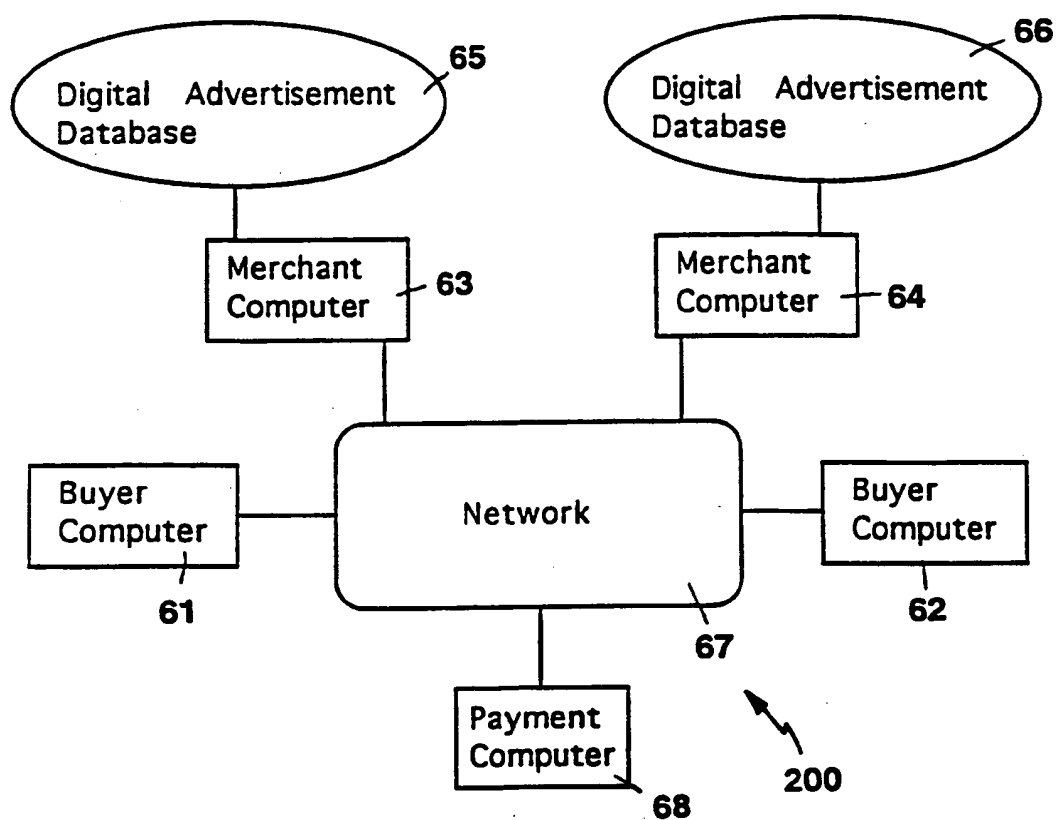 65
Digital Advertisement
Database
66
Digital Advertisement
Database
Merchant
Computer
63
Merchant
Computer
64
Buyer
Computer
61
Network
67
Buyer
Computer
62
Payment
Computer
68
200